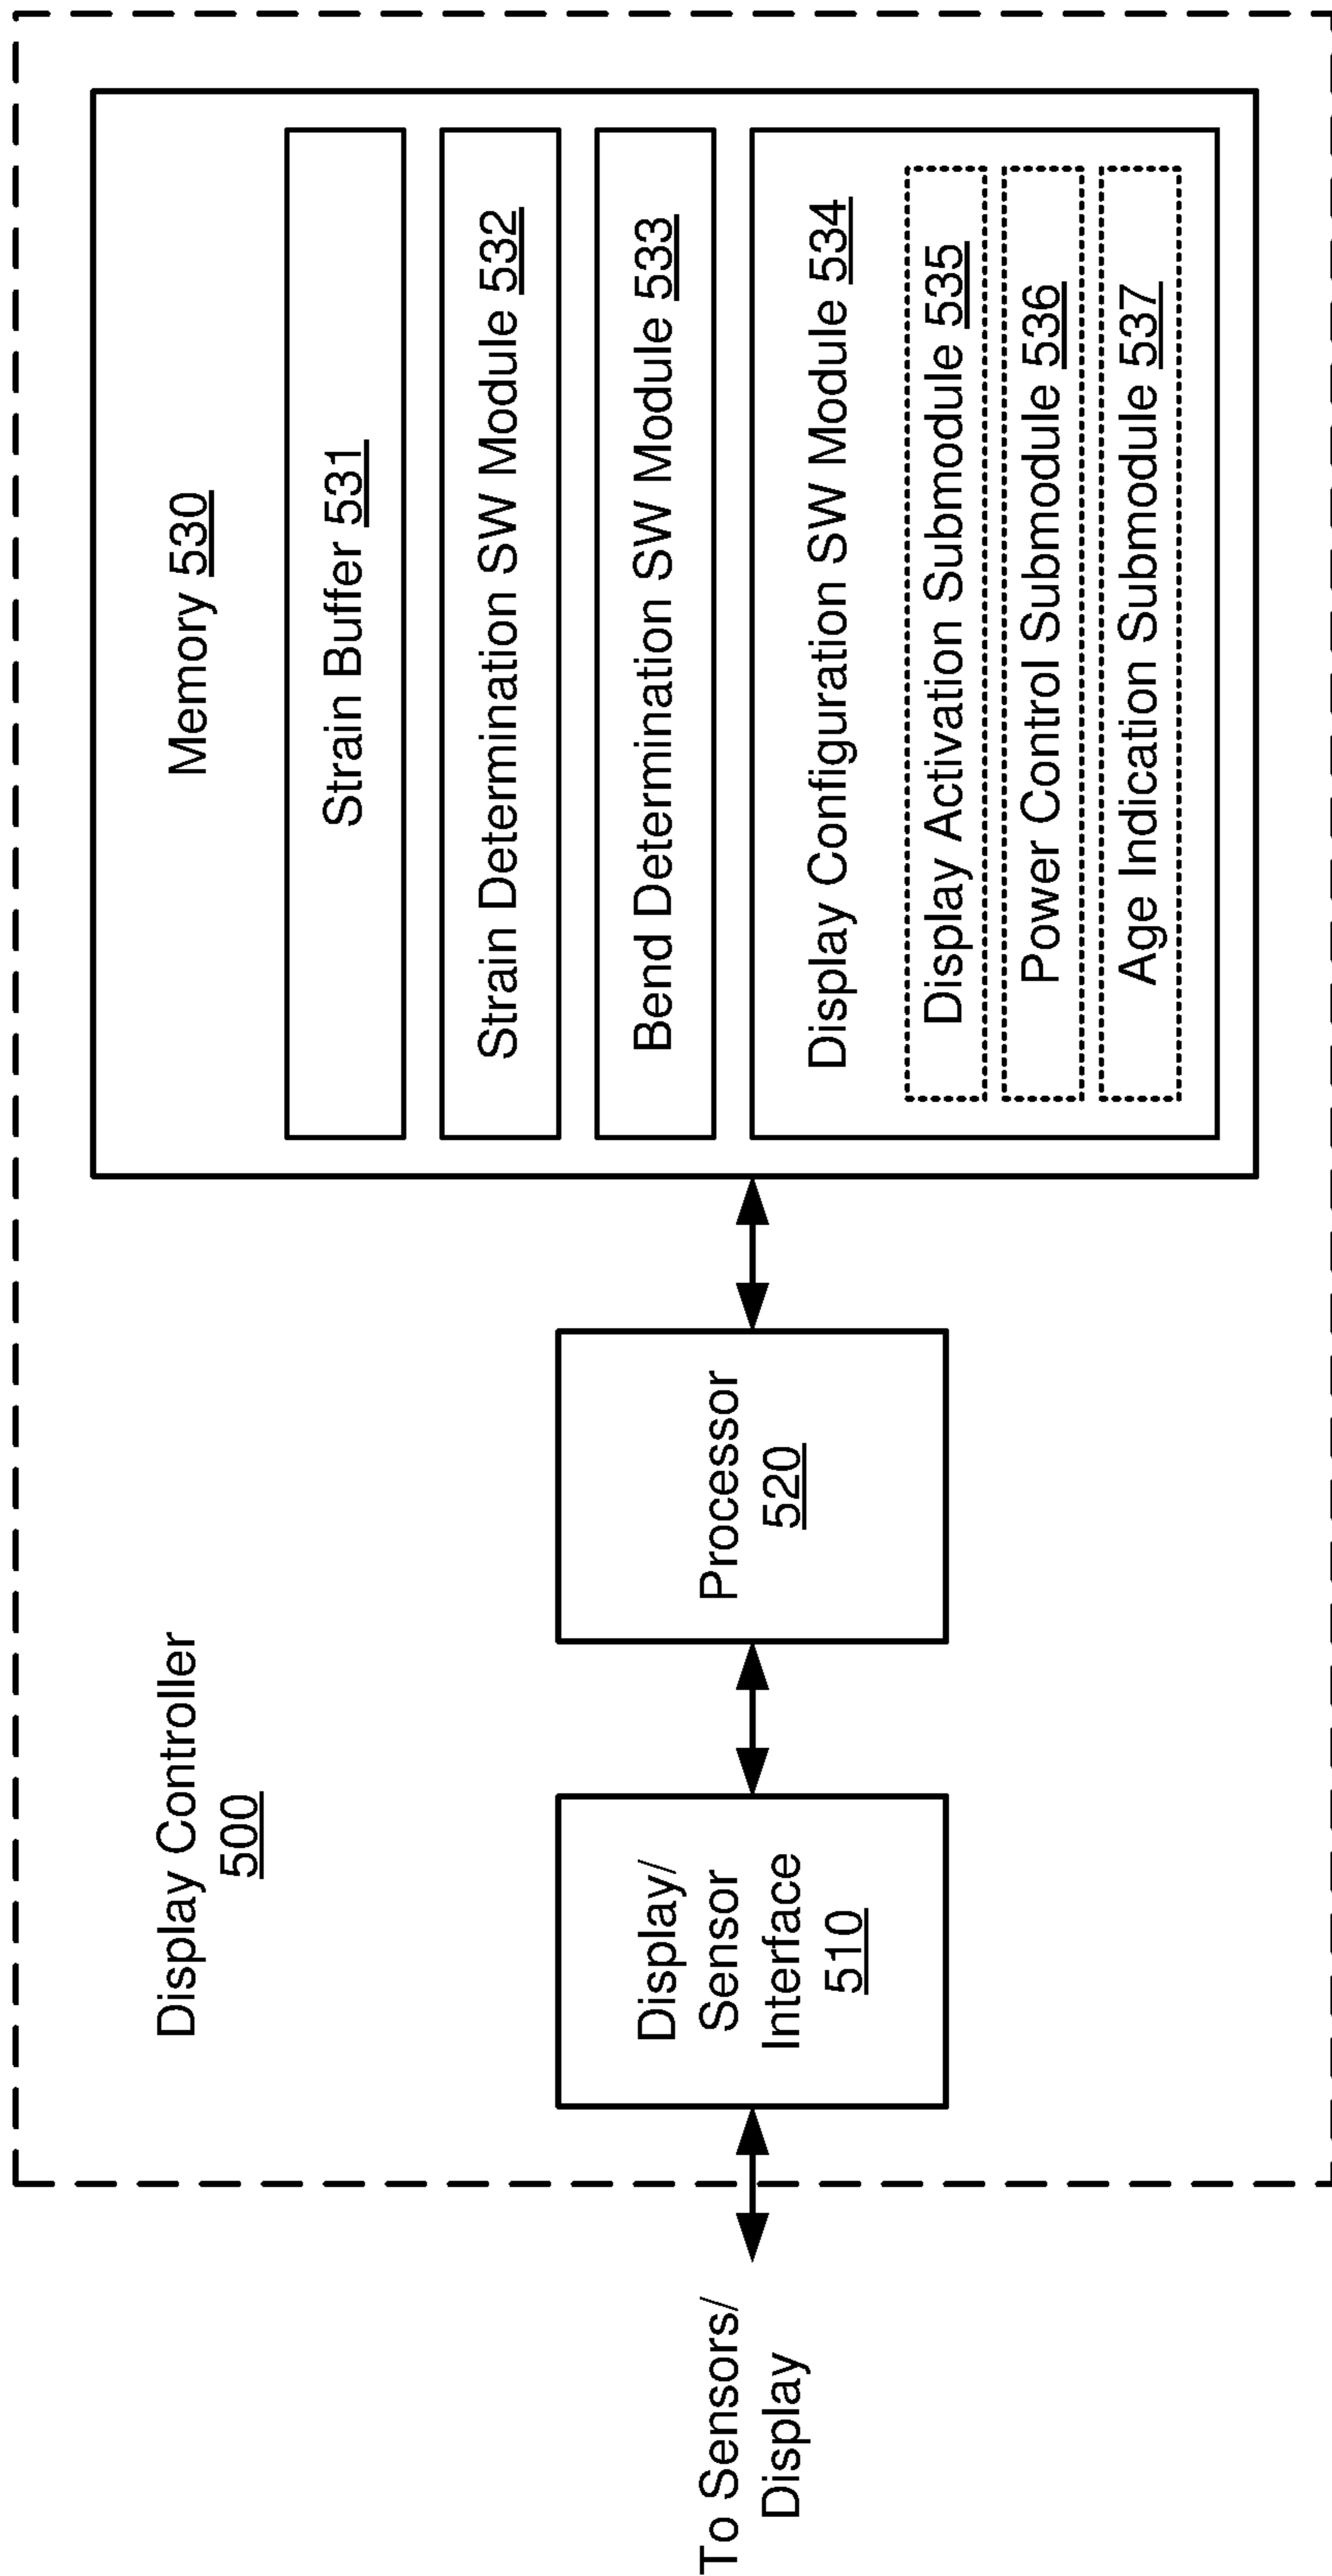 Display Controller
500
To Sensors/
Display
Display/
Sensor
Interface
510
Processor
520
Memory 530
Strain Buffer 531
Strain Determination SW Module 532
Bend Determination SW Module 533
Display Configuration SW Module 534
Display Activation Submodule 535
Power Control Submodule 536
Age Indication Submodule 537